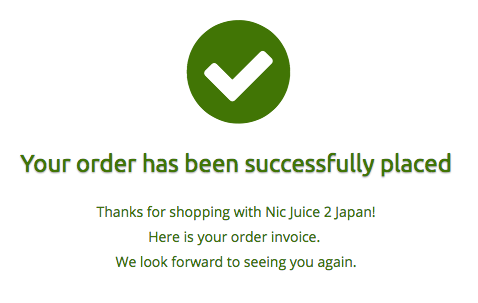 Your order has been successfully placed
Thanks for shopping with Nic Juice 2 Japan!
Here is your order invoice.
We look forward to seeing you again.